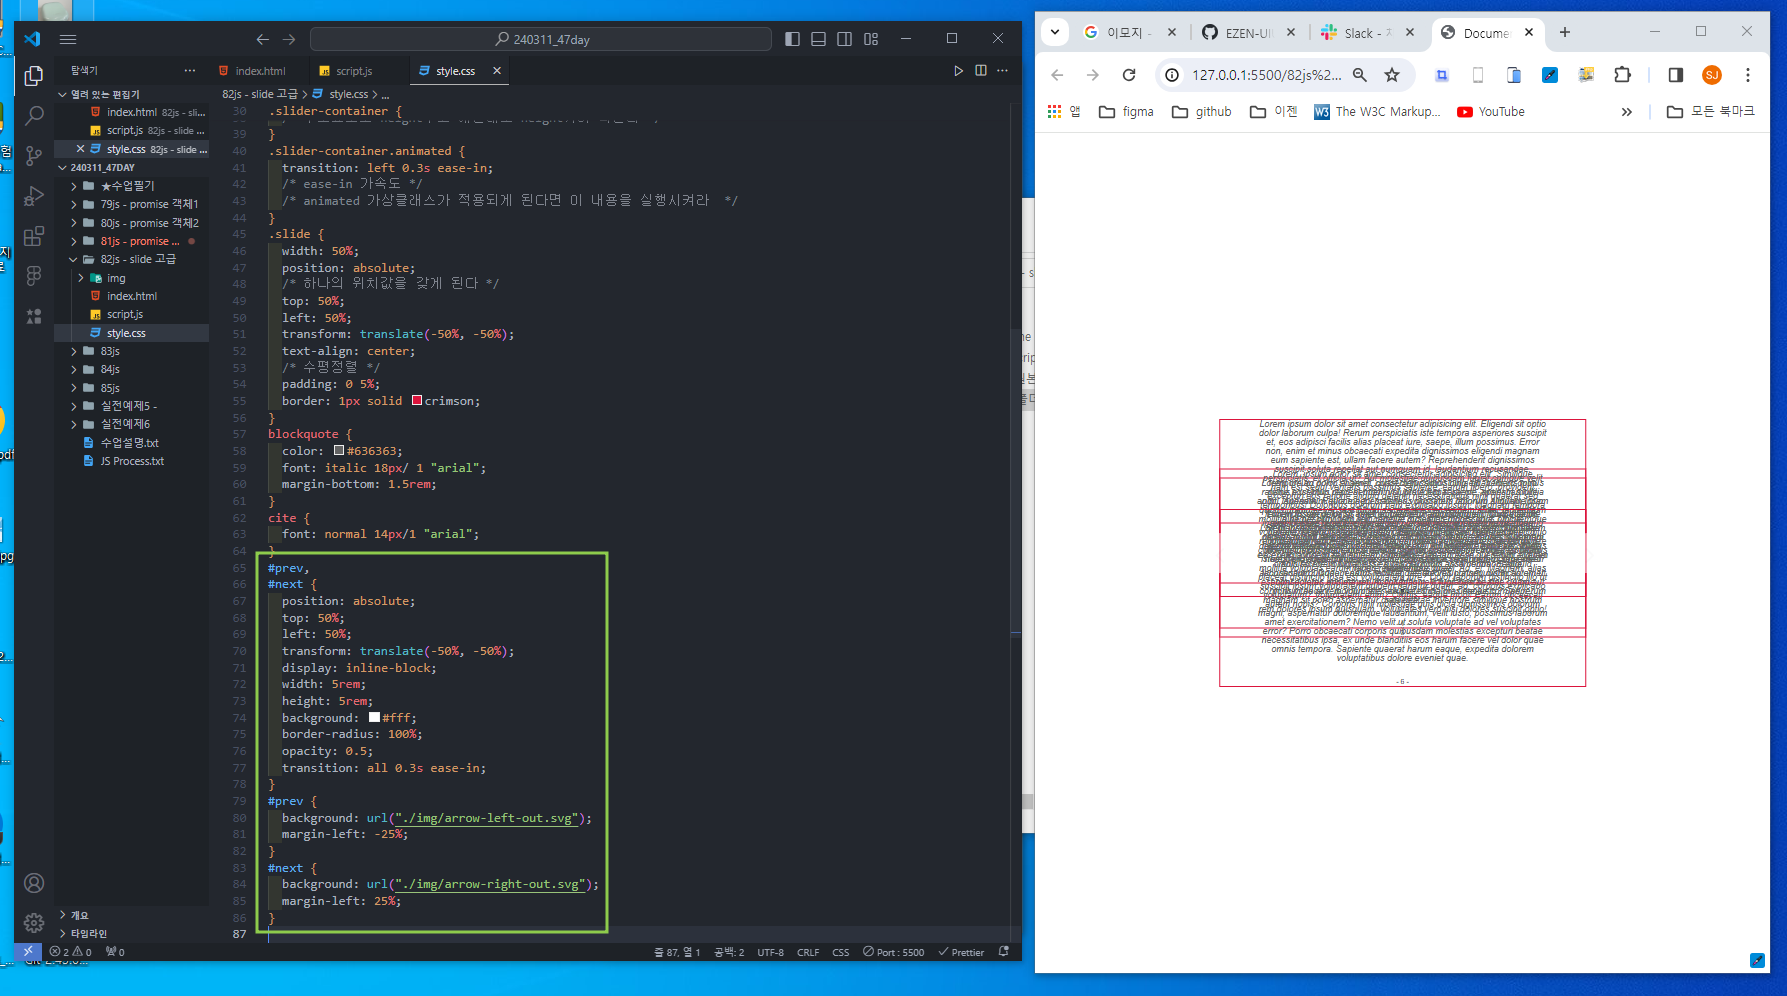 240311_47day
탐색기
index.html
script.js
style.css
열려 있는 편집기
index.html 82js - sli...
script.js 82js - slide ...
style.css 82js - slide ...
240311_47DAY
★수업필기
79js - promise 객체1
80js - promise 객체2
81js - promise ...
82js - slide 고급
img
index.html
script.js
style.css
83js
84js
85js
실전예제5 -
실전예제6
수업설명.txt
JS Process.txt
개요
타임라인
82js - slide 고급 > style.css > ...
30 .slider-container {
39 }
40 .slider-container.animated {
41 transition: left 0.3s ease-in;
42 /* ease-in 가속도 */
43 /* animated 가상클래스가 적용되게 된다면 이 내용을 실행시켜라 */
44 }
45 .slide {
46 width: 50%;
47 position: absolute;
48 /* 하나의 위치값을 갖게 된다 */
49 top: 50%;
50 left: 50%;
51 transform: translate(-50%, -50%);
52 text-align: center;
53 /* 수평정렬 */
54 padding: 0 5%;
55 border: 1px solid crimson;
56 }
57 blockquote {
58 color: #636363;
59 font: italic 18px/ 1 "arial";
60 margin-bottom: 1.5rem;
61 }
62 cite {
63 font: normal 14px/1 "arial";
64 }
65 #prev,
66 #next {
67 position: absolute;
68 top: 50%;
69 left: 50%;
70 transform: translate(-50%, -50%);
71 display: inline-block;
72 width: 5rem;
73 height: 5rem;
74 background: #fff;
75 border-radius: 100%;
76 opacity: 0.5;
77 transition: all 0.3s ease-in;
78 }
79 #prev {
80 background: url("./img/arrow-left-out.svg");
81 margin-left: -25%;
82 }
83 #next {
84 background: url("./img/arrow-right-out.svg");
85 margin-left: 25%;
86 }
87
2 0 0
줄 87, 열 1 공백: 2 UTF-8 CRLF CSS Port : 5500 Prettier
이모지 -
EZEN-UI
Slack -
Docume
127.0.0.1:5500/82js%2...
SJ
앱 figma github 이젠 W3 The W3C Markup... YouTube » 모든 북마크
Lorem ipsum dolor sit amet consectetur adipisicing elit. Eligendi sit optio
dolor laborum culpa! Rerum perspiciatis iste tempora asperiores suscipit
et, eos adipisci facilis alias placeat iure, saepe, illum possimus. Error
non, enim et minus obcaecati expedita dignissimos eligendi magnam
eum sapiente est, ullam facere autem? Reprehenderit dignissimos
amet exercitationem? Nemo velit soluta voluptate ad vel voluptates
error? Porro obcaecati corporis quibusdam molestias excepturi beatae
necessitatibus ipsa, ex unde blanditiis eos harum facere vel dolor quae
omnis tempora. Sapiente quaerat harum eaque, expedita dolorem
voluptatibus dolore eveniet quae.
- 6 -